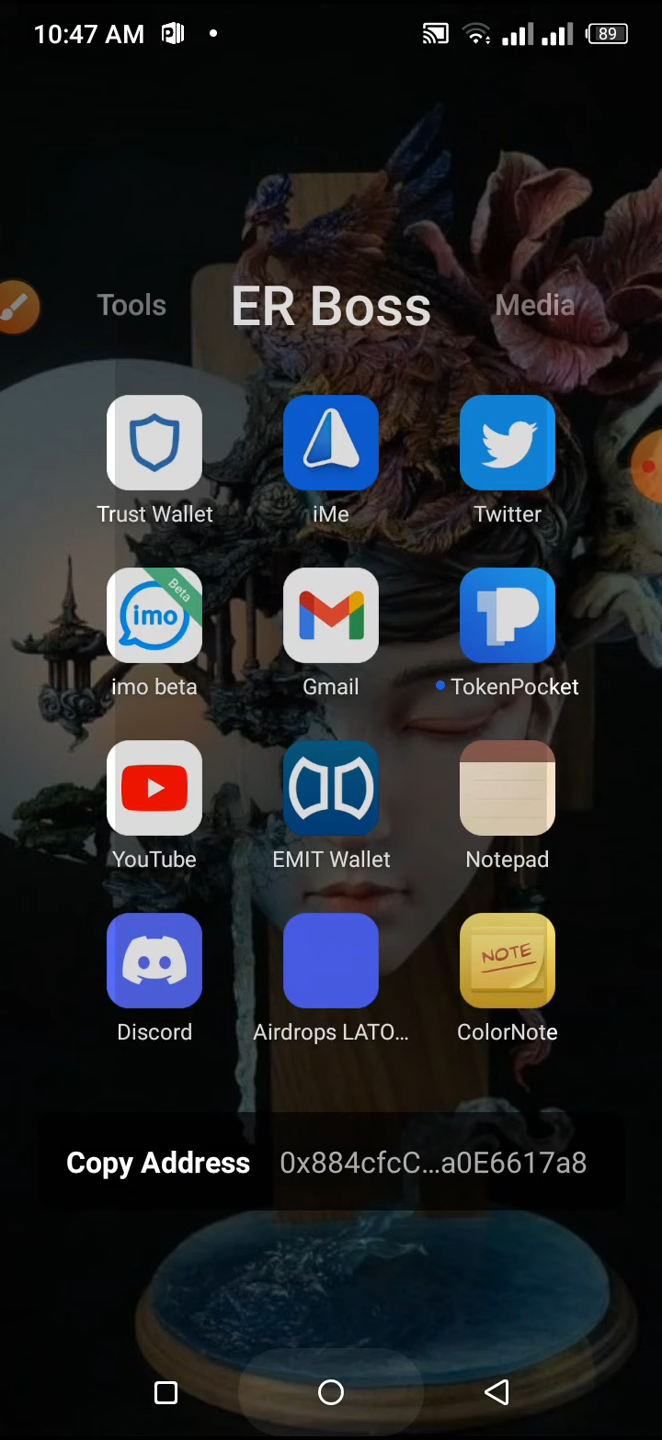 10:47 AM
89
Tools ER Boss Media
Trust Wallet iMe Twitter
Beta
imo
imo beta Gmail TokenPocket
YouTube EMIT Wallet Notepad
NOTE
Discord Airdrops LATO... ColorNote
Copy Address 0x884cfcC...a0E6617a8